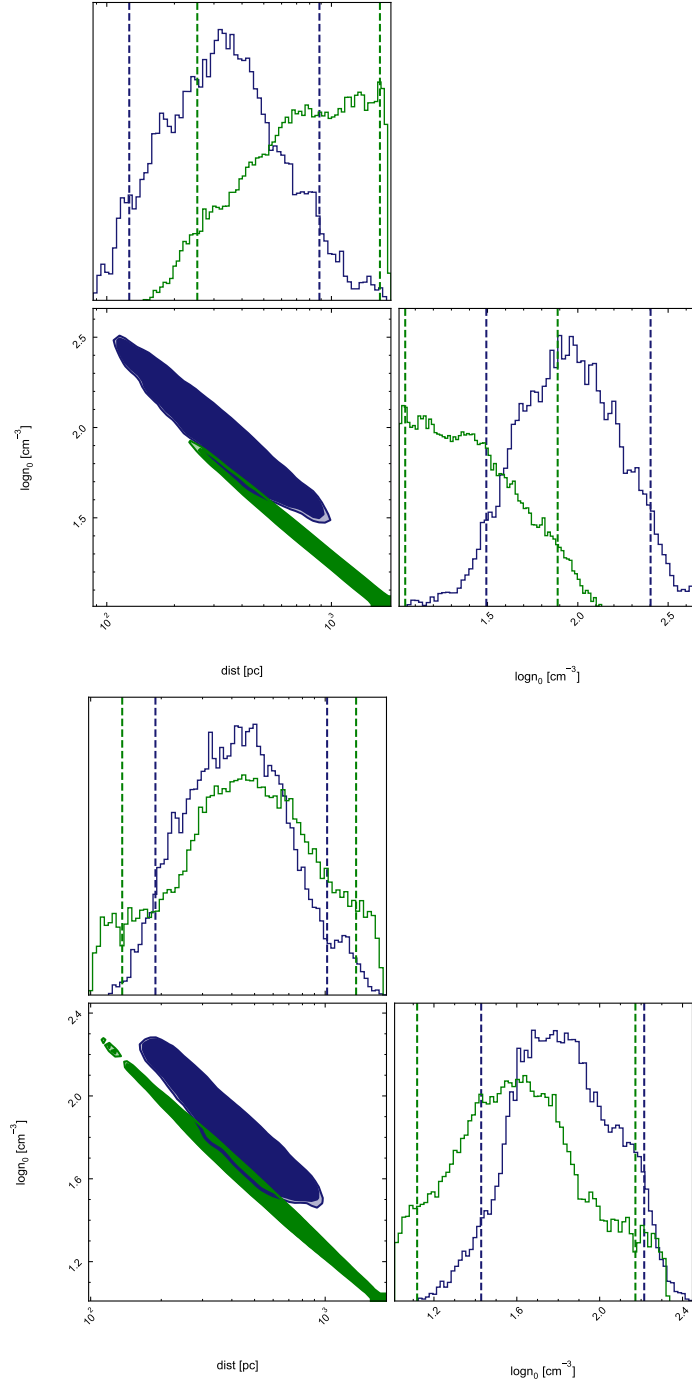 2.5
2.0
1.5
logn₀ [cm⁻³]
10² 10³
dist [pc]
1.5 2.0 2.5
logn₀ [cm⁻³]
2.4
2.0
1.6
1.2
logn₀ [cm⁻³]
10² 10³
dist [pc]
1.2 1.6 2.0 2.4
logn₀ [cm⁻³]